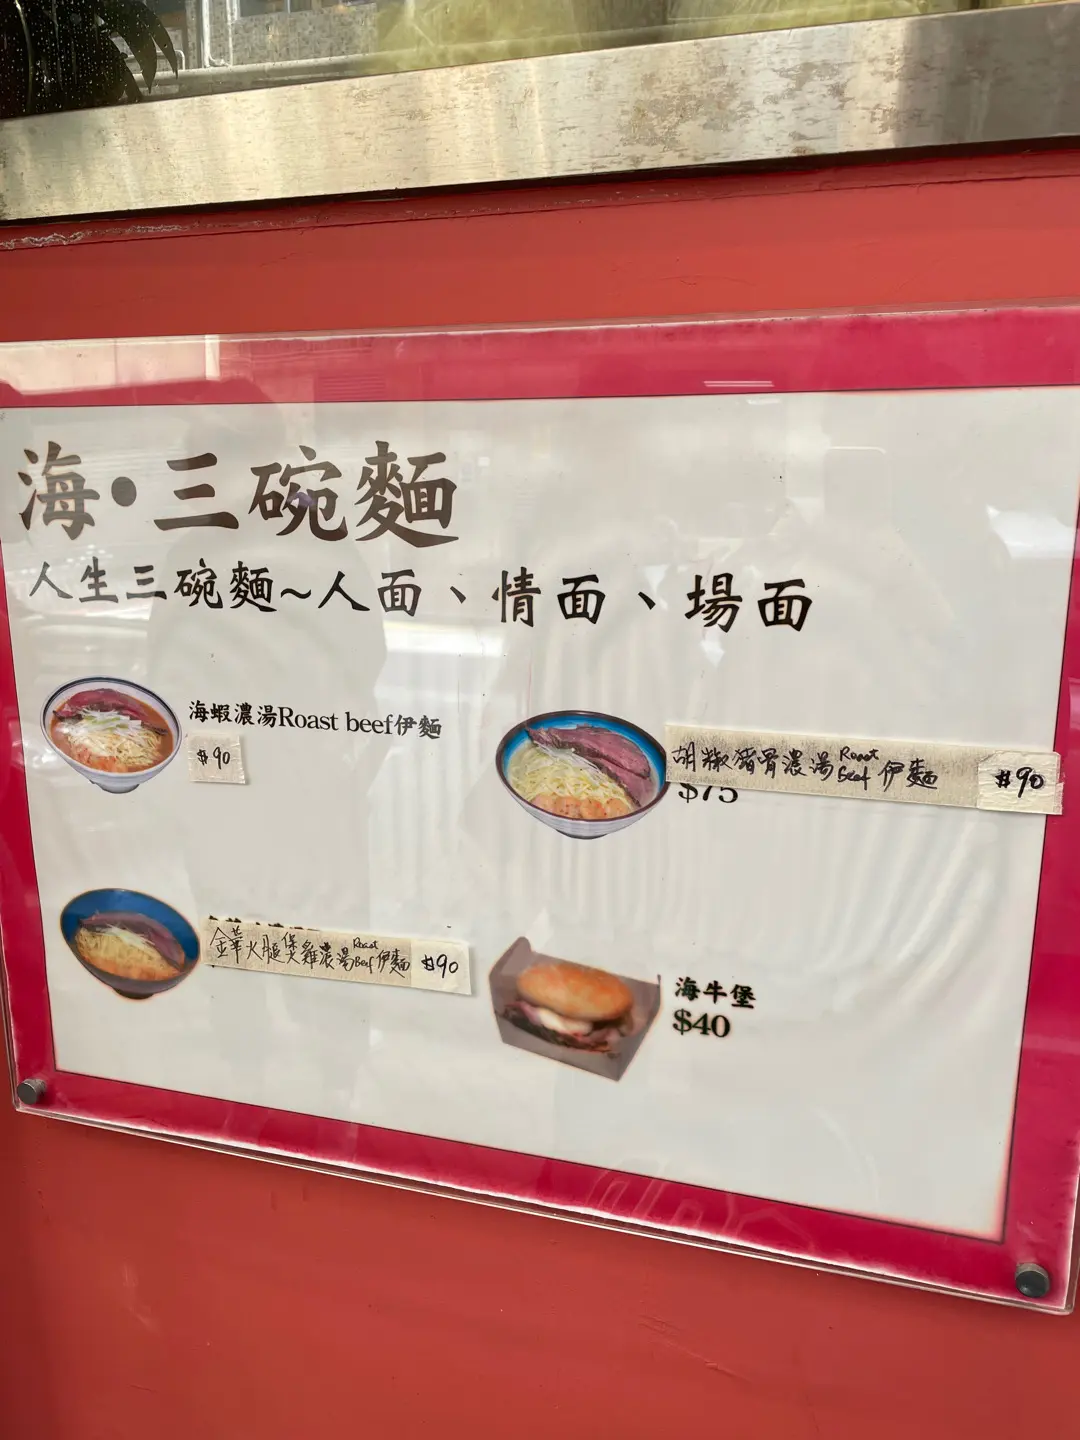 海•三碗麵
人生三碗麵~人面、情面、場面
海蝦濃湯Roast beef伊麵
$90
胡椒豬骨濃湯Roast Beef伊麵 $90
$75
金華火腿煲雞濃湯Roast Beef伊麵 $90
海牛堡
$40